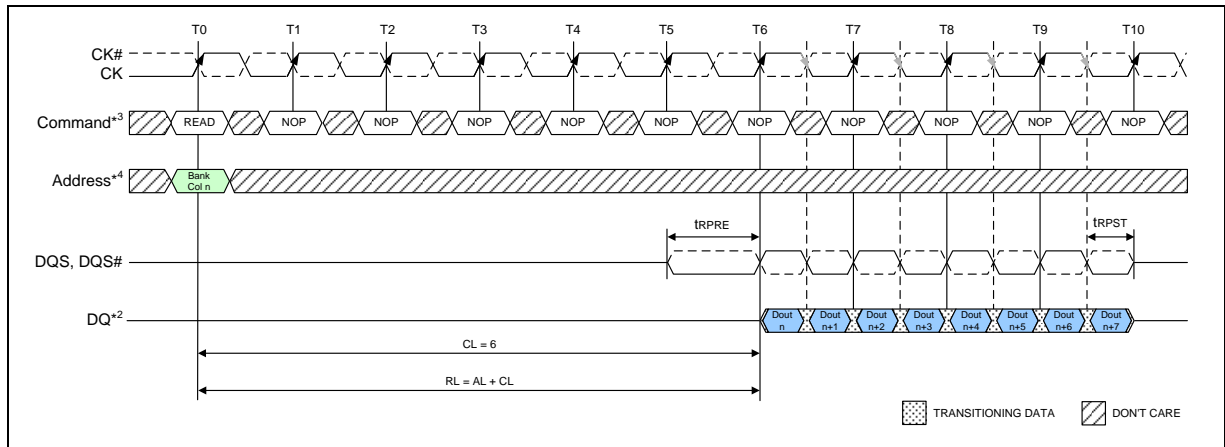 T0 T1 T2 T3 T4 T5 T6 T7 T8 T9 T10
CK#
CK
Command*3 READ NOP NOP NOP NOP NOP NOP NOP NOP NOP NOP
Address*4 Bank
Col n
tRPRE tRPST
DQS, DQS#
DQ*2 Dout Dout Dout Dout Dout Dout Dout Dout
n n+1 n+2 n+3 n+4 n+5 n+6 n+7
CL = 6
RL = AL + CL
TRANSITIONING DATA DON'T CARE